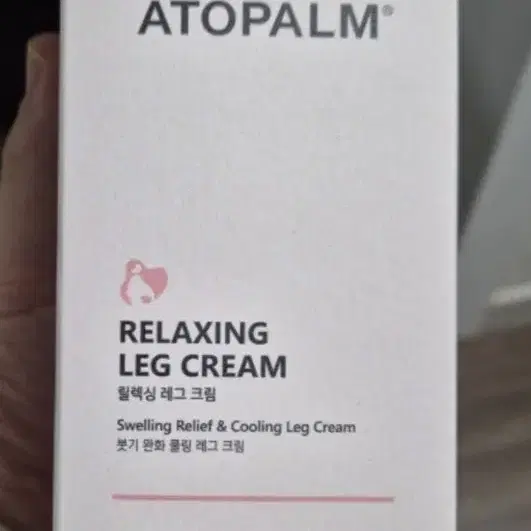 ATOPALM®
RELAXING
LEG CREAM
릴렉싱 레그 크림
Swelling Relief & Cooling Leg Cream
붓기 완화 쿨링 레그 크림